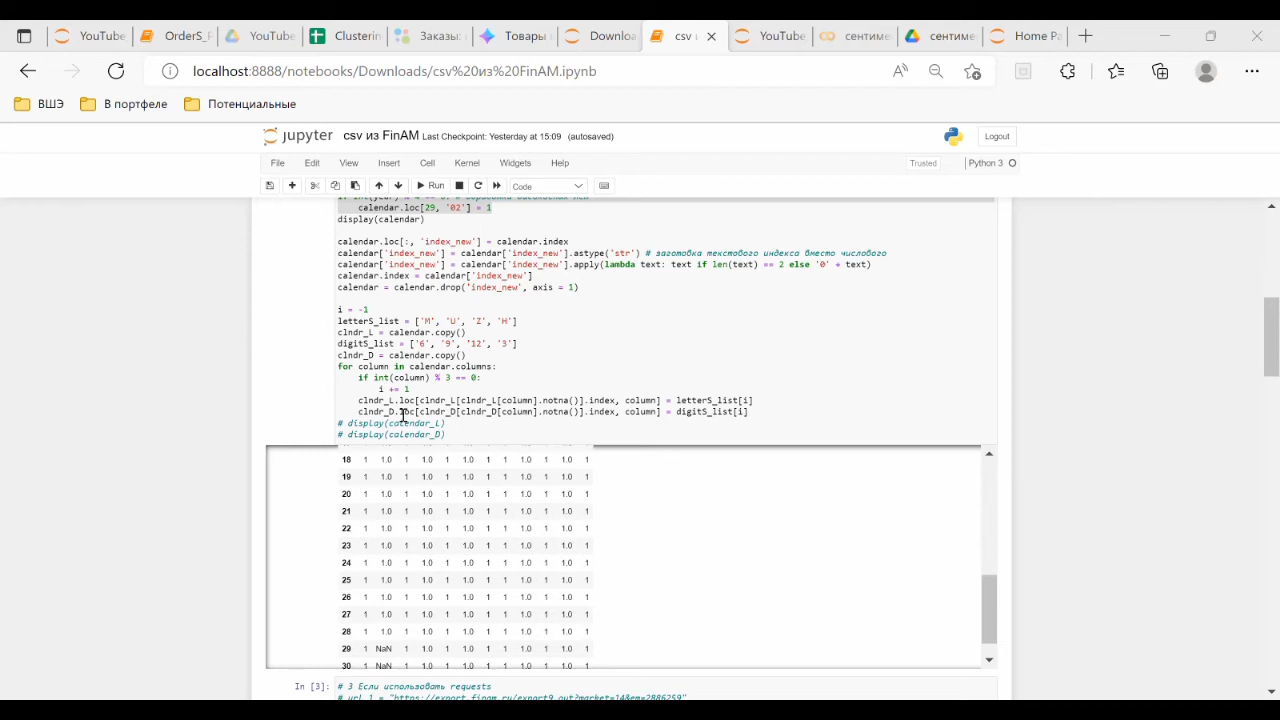 YouTube
OrderS_F
YouTube
Clusterin
Заказы:
Товары
Downloa
csv
YouTube
сентиме
сентиме
Home Pa
localhost:8888/notebooks/Downloads/csv%20из%20FinAM.ipynb
ВШЭ
В портфеле
Потенциальные
jupyter csv из FinAM Last Checkpoint: Yesterday at 15:09 (autosaved)
Logout
File Edit View Insert Cell Kernel Widgets Help
Trusted
Python 3
Run
Code
calendar.loc[29, '02'] = 1
display(calendar)
calendar.loc[:, 'index_new'] = calendar.index
calendar['index_new'] = calendar['index_new'].astype('str') # заготовка текстового индекса вместо числового
calendar['index_new'] = calendar['index_new'].apply(lambda text: text if len(text) == 2 else '0' + text)
calendar.index = calendar['index_new']
calendar = calendar.drop('index_new', axis = 1)
i = -1
letterS_list = ['M', 'U', 'Z', 'H']
clndr_L = calendar.copy()
digitS_list = ['6', '9', '12', '3']
clndr_D = calendar.copy()
for column in calendar.columns:
if int(column) % 3 == 0:
i += 1
clndr_L.loc[clndr_L[clndr_L[column].notna()].index, column] = letterS_list[i]
clndr_D.loc[clndr_D[clndr_D[column].notna()].index, column] = digitS_list[i]
# display(calendar_L)
# display(calendar_D)
18 1 1.0 1 1.0 1 1.0 1 1 1.0 1 1.0 1
19 1 1.0 1 1.0 1 1.0 1 1 1.0 1 1.0 1
20 1 1.0 1 1.0 1 1.0 1 1 1.0 1 1.0 1
21 1 1.0 1 1.0 1 1.0 1 1 1.0 1 1.0 1
22 1 1.0 1 1.0 1 1.0 1 1 1.0 1 1.0 1
23 1 1.0 1 1.0 1 1.0 1 1 1.0 1 1.0 1
24 1 1.0 1 1.0 1 1.0 1 1 1.0 1 1.0 1
25 1 1.0 1 1.0 1 1.0 1 1 1.0 1 1.0 1
26 1 1.0 1 1.0 1 1.0 1 1 1.0 1 1.0 1
27 1 1.0 1 1.0 1 1.0 1 1 1.0 1 1.0 1
28 1 1.0 1 1.0 1 1.0 1 1 1.0 1 1.0 1
29 1 NaN 1 1.0 1 1.0 1 1 1.0 1 1.0 1
30 1 NaN 1 1.0 1 1.0 1 1 1.0 1 1.0 1
In [3]: # 3 Если использовать requests
# url_1 = "https://export.finam.ru/export9.out?market=14&em=2886259"